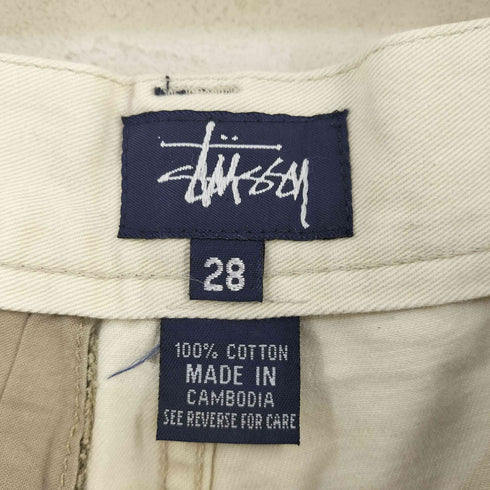 Stüssy
28
100% COTTON
MADE IN
CAMBODIA
SEE REVERSE FOR CARE